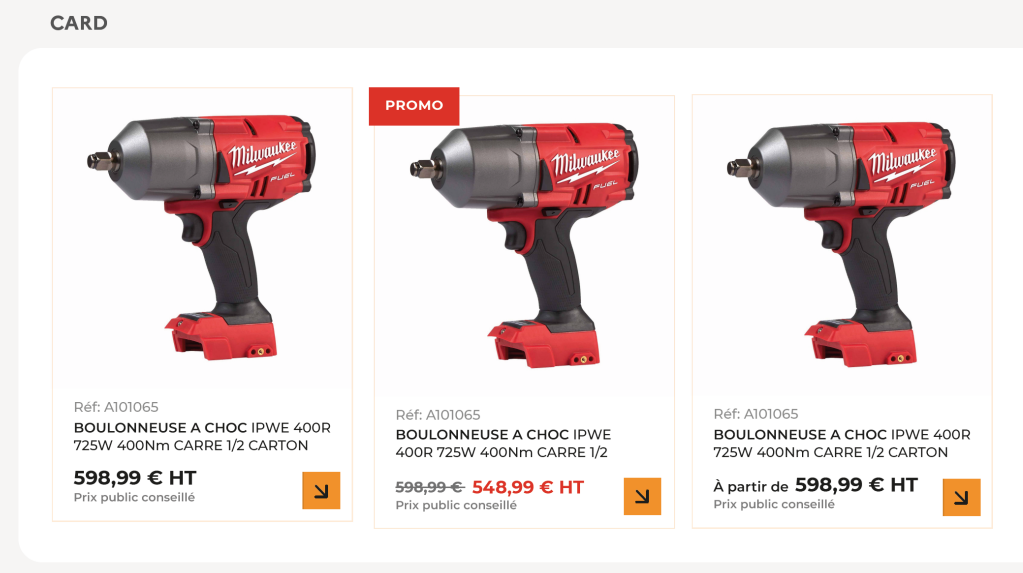 CARD
Milwaukee
FUEL
Réf: A101065
BOULONNEUSE A CHOC IPWE 400R
725W 400Nm CARRE 1/2 CARTON
598,99 € HT
Prix public conseillé
PROMO
Milwaukee
FUEL
Réf: A101065
BOULONNEUSE A CHOC IPWE
400R 725W 400Nm CARRE 1/2
598,99 € 548,99 € HT
Prix public conseillé
Milwaukee
FUEL
Réf: A101065
BOULONNEUSE A CHOC IPWE 400R
725W 400Nm CARRE 1/2 CARTON
À partir de 598,99 € HT
Prix public conseillé